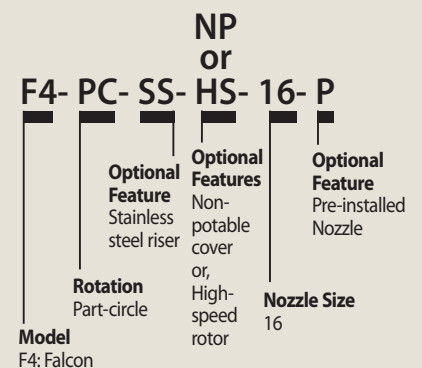 NP
or
F4- PC- SS- HS- 16- P
Optional
Feature
Stainless
steel riser
Optional
Features
Non-
potable
cover
or,
High-
speed
rotor
Optional
Feature
Pre-installed
Nozzle
Rotation
Part-circle
Nozzle Size
16
Model
F4: Falcon